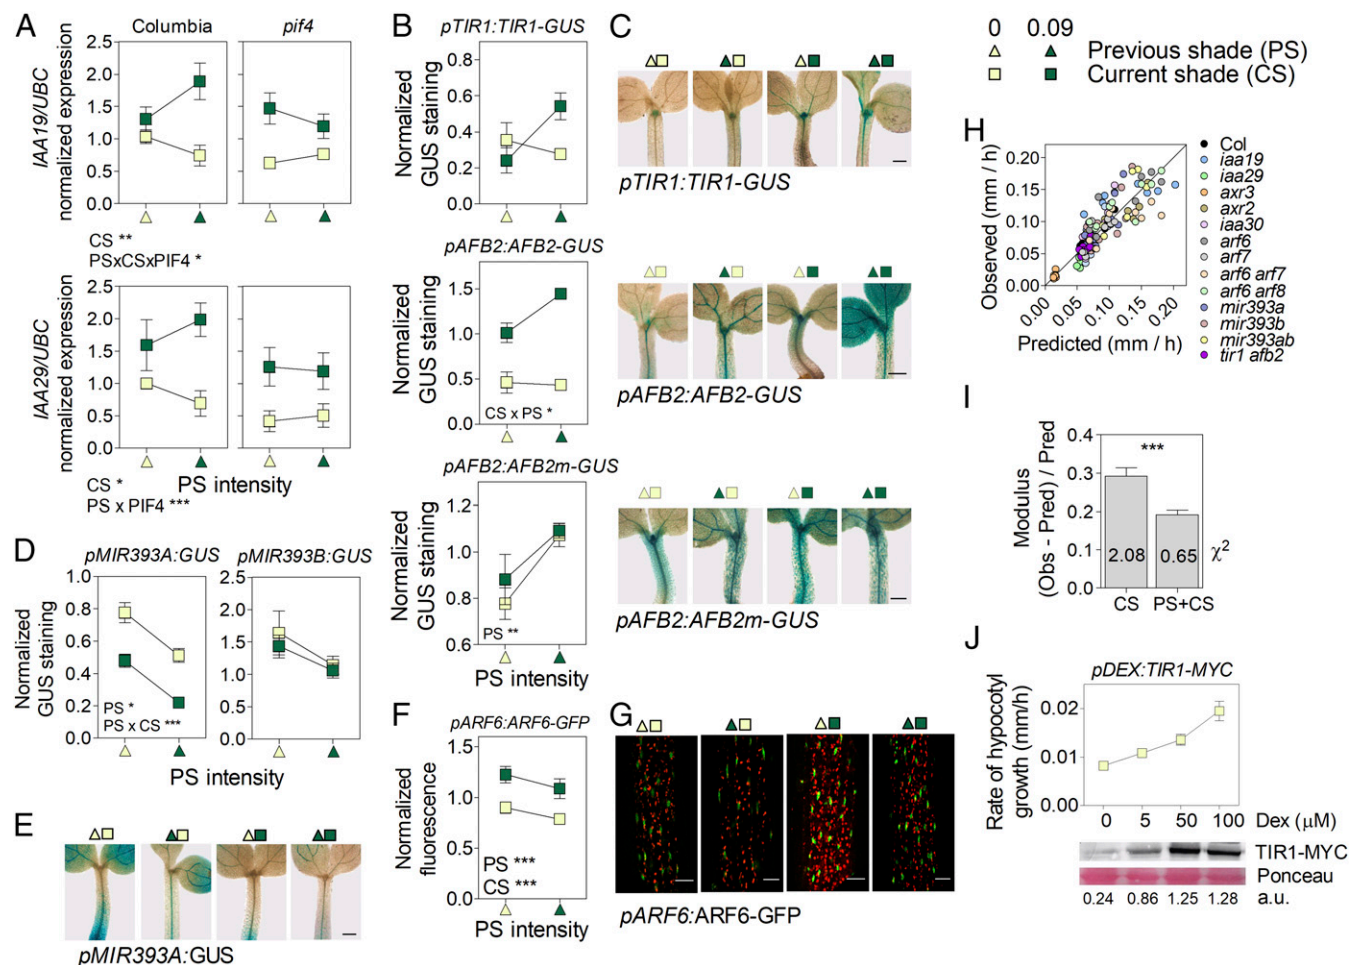 A
Columbia
pif4
IAA19/UBC
normalized expression
2.5
2.0
1.5
1.0
0.5
0.0
CS **
PSxCSxPIF4 *
IAA29/UBC
normalized expression
2.5
2.0
1.5
1.0
0.5
0.0
CS *
PS x PIF4 ***
PS intensity
B
pTIR1:TIR1-GUS
Normalized
GUS staining
0.8
0.6
0.4
0.2
0.0
pAFB2:AFB2-GUS
Normalized
GUS staining
1.5
1.0
0.5
0.0
CS x PS *
pAFB2:AFB2m-GUS
Normalized
GUS staining
1.2
1.0
0.8
0.6
PS **
PS intensity
C
pTIR1:TIR1-GUS
pAFB2:AFB2-GUS
pAFB2:AFB2m-GUS
0 0.09
Previous shade (PS)
Current shade (CS)
D
pMIR393A:GUS
pMIR393B:GUS
Normalized
GUS staining
1.0
0.8
0.6
0.4
0.2
0.0
PS *
PS x CS ***
2.5
2.0
1.5
1.0
0.5
0.0
PS intensity
E
pMIR393A:GUS
F
pARF6:ARF6-GFP
Normalized
fluorescence
1.5
1.0
0.5
0.0
PS ***
CS ***
PS intensity
G
pARF6:ARF6-GFP
H
Observed (mm / h)
0.20
0.15
0.10
0.05
0.00
0.00 0.05 0.10 0.15 0.20
Predicted (mm / h)
Col
iaa19
iaa29
axr3
axr2
iaa30
arf6
arf7
arf6 arf7
arf6 arf8
mir393a
mir393b
mir393ab
tir1 afb2
I
Modulus
(Obs - Pred) / Pred
0.4
0.3
0.2
0.1
0.0
***
2.08 0.65 χ2
CS PS+CS
J
pDEX:TIR1-MYC
Rate of hypocotyl
growth (mm/h)
0.02
0.01
0.00
0 5 50 100 Dex (μM)
TIR1-MYC
Ponceau
0.24 0.86 1.25 1.28 a.u.